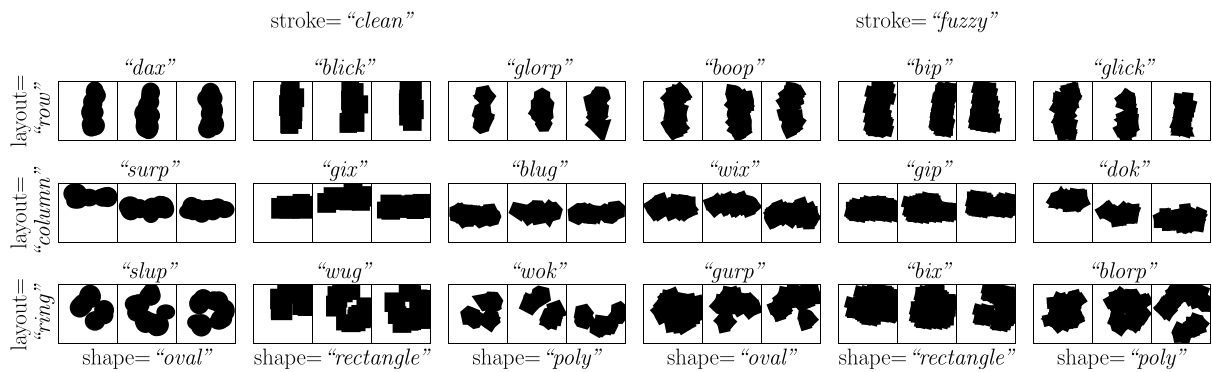 stroke= “clean” stroke= “fuzzy”
“dax” “blick” “glorp” “boop” “bip” “glick”
layout= “row”
“surp” “gix” “blug” “wix” “gip” “dok”
layout= “column”
“slup” “wug” “wok” “gurp” “bix” “blorp”
layout= “ring”
shape= “oval” shape= “rectangle” shape= “poly” shape= “oval” shape= “rectangle” shape= “poly”